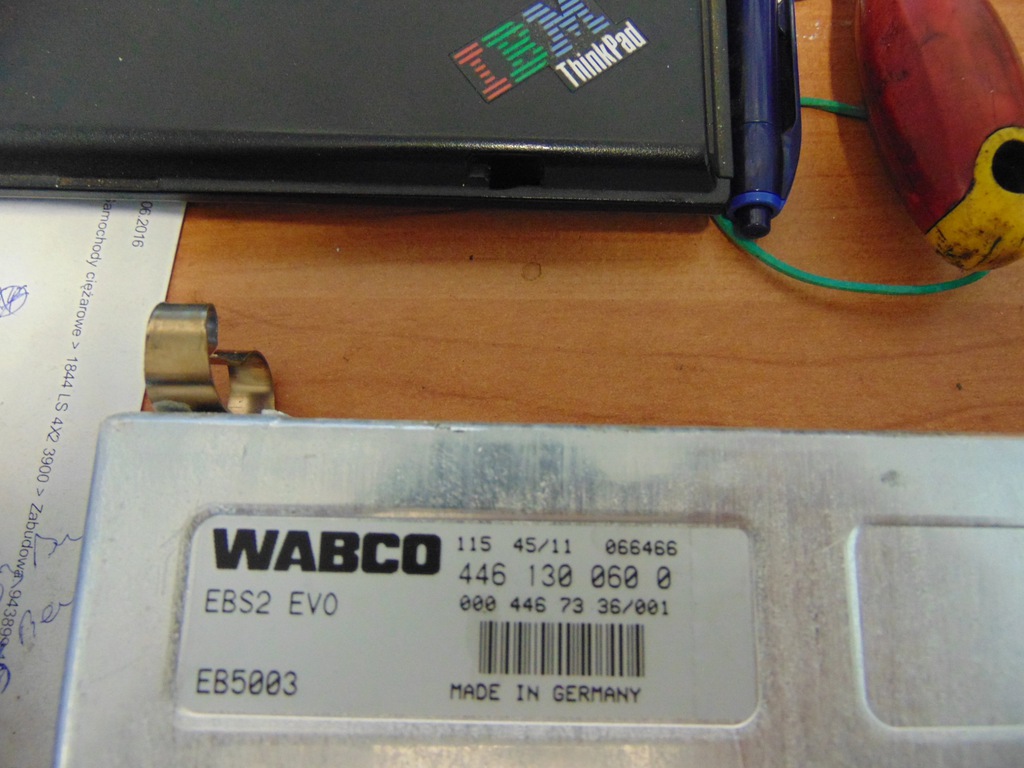 IBM
ThinkPad
06.2016
amochody ciężarowe > 1844 LS 4X2 3900 > Zabudowa
WABCO
115 45/11 066466
446 130 060 0
EBS2 EVO
000 446 73 36/001
EB5003
MADE IN GERMANY